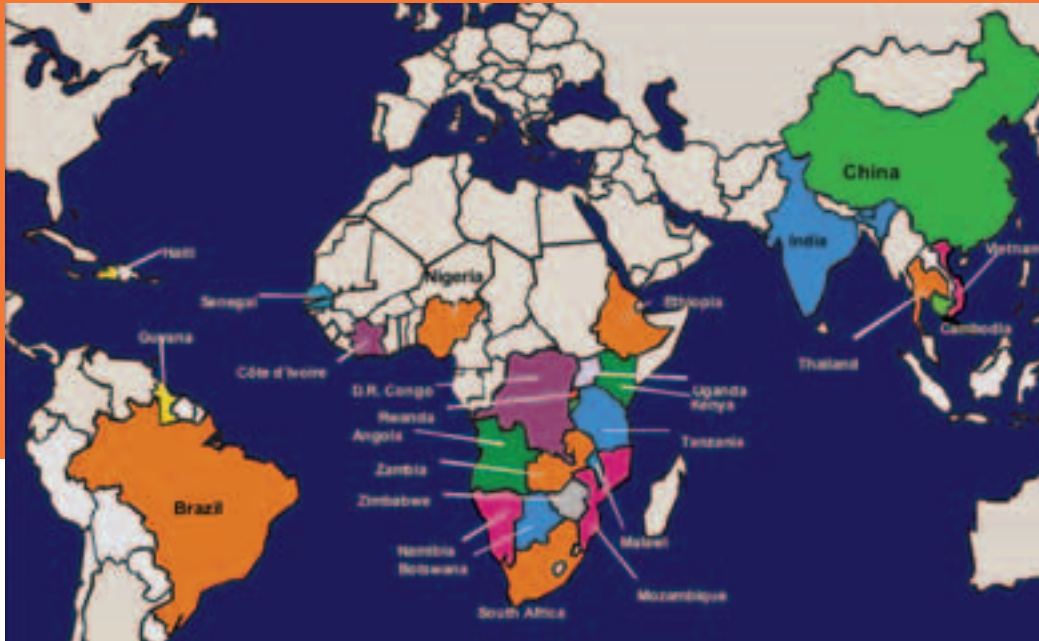 China
India
Vietnam
Haiti
Nigeria
Senegal
Ethiopia
Guyana
Cambodia
Thailand
Côte d'Ivoire
D.R. Congo
Uganda
Kenya
Rwanda
Angola
Tanzania
Zambia
Zimbabwe
Brazil
Malawi
Namibia
Botswana
Mozambique
South Africa